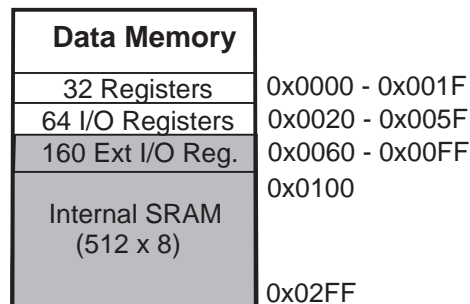 Data Memory
32 Registers 0x0000 - 0x001F
64 I/O Registers 0x0020 - 0x005F
160 Ext I/O Reg. 0x0060 - 0x00FF
0x0100
Internal SRAM
(512 x 8)
0x02FF